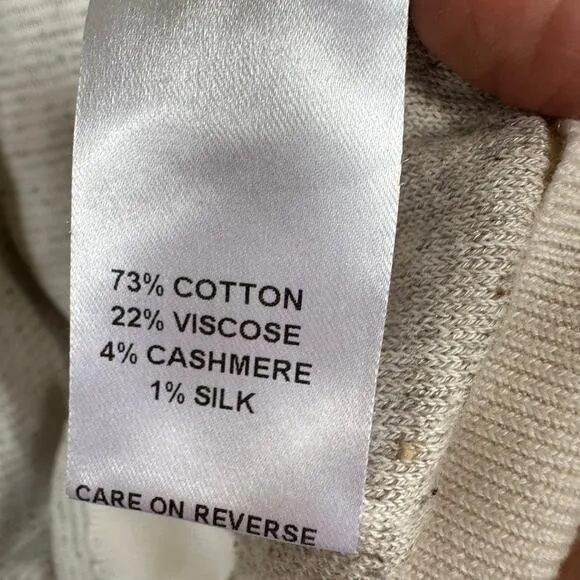 73% COTTON
22% VISCOSE
4% CASHMERE
1% SILK
CARE ON REVERSE